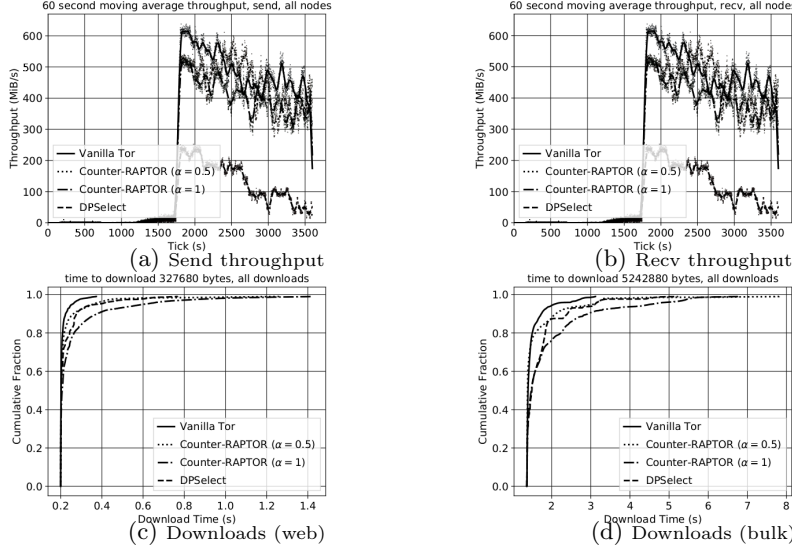 60 second moving average throughput, send, all nodes
Throughput (MiB/s)
600
500
400
300
200
100
0
Vanilla Tor
Counter-RAPTOR (α = 0.5)
Counter-RAPTOR (α = 1)
DPSelect
0 500 1000 1500 2000 2500 3000 3500
Tick (s)
(a) Send throughput
60 second moving average throughput, recv, all nodes
Throughput (MiB/s)
600
500
400
300
200
100
0
Vanilla Tor
Counter-RAPTOR (α = 0.5)
Counter-RAPTOR (α = 1)
DPSelect
0 500 1000 1500 2000 2500 3000 3500
Tick (s)
(b) Recv throughput
time to download 327680 bytes, all downloads
Cumulative Fraction
1.0
0.8
0.6
0.4
0.2
0.0
Vanilla Tor
Counter-RAPTOR (α = 0.5)
Counter-RAPTOR (α = 1)
DPSelect
0.2 0.4 0.6 0.8 1.0 1.2 1.4
Download Time (s)
(c) Downloads (web)
time to download 5242880 bytes, all downloads
Cumulative Fraction
1.0
0.8
0.6
0.4
0.2
0.0
Vanilla Tor
Counter-RAPTOR (α = 0.5)
Counter-RAPTOR (α = 1)
DPSelect
2 3 4 5 6 7 8
Download Time (s)
(d) Downloads (bulk)